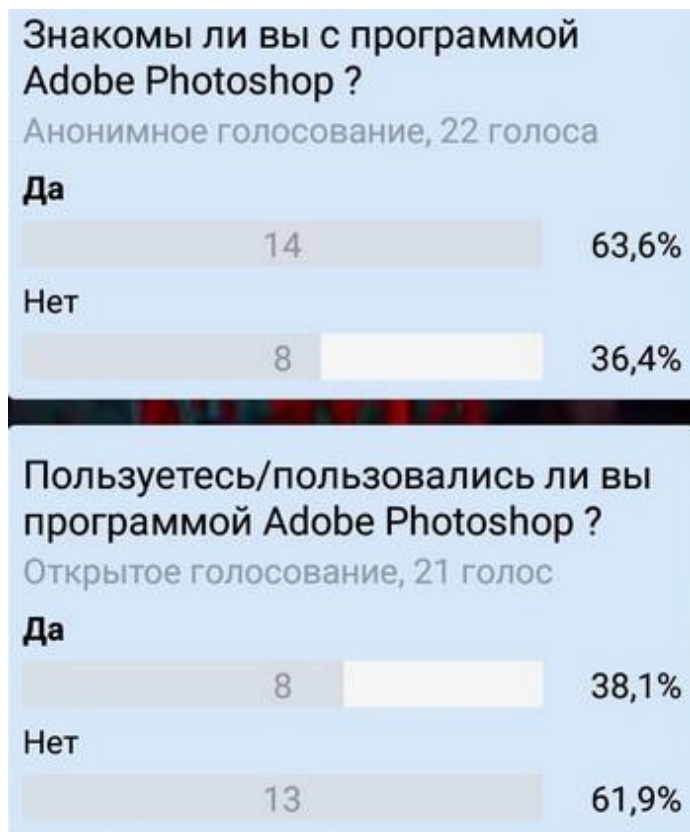 Знакомы ли вы с программой
Adobe Photoshop ?
Анонимное голосование, 22 голоса
Да
14 63,6%
Нет
8 36,4%
Пользуетесь/пользовались ли вы
программой Adobe Photoshop ?
Открытое голосование, 21 голос
Да
8 38,1%
Нет
13 61,9%